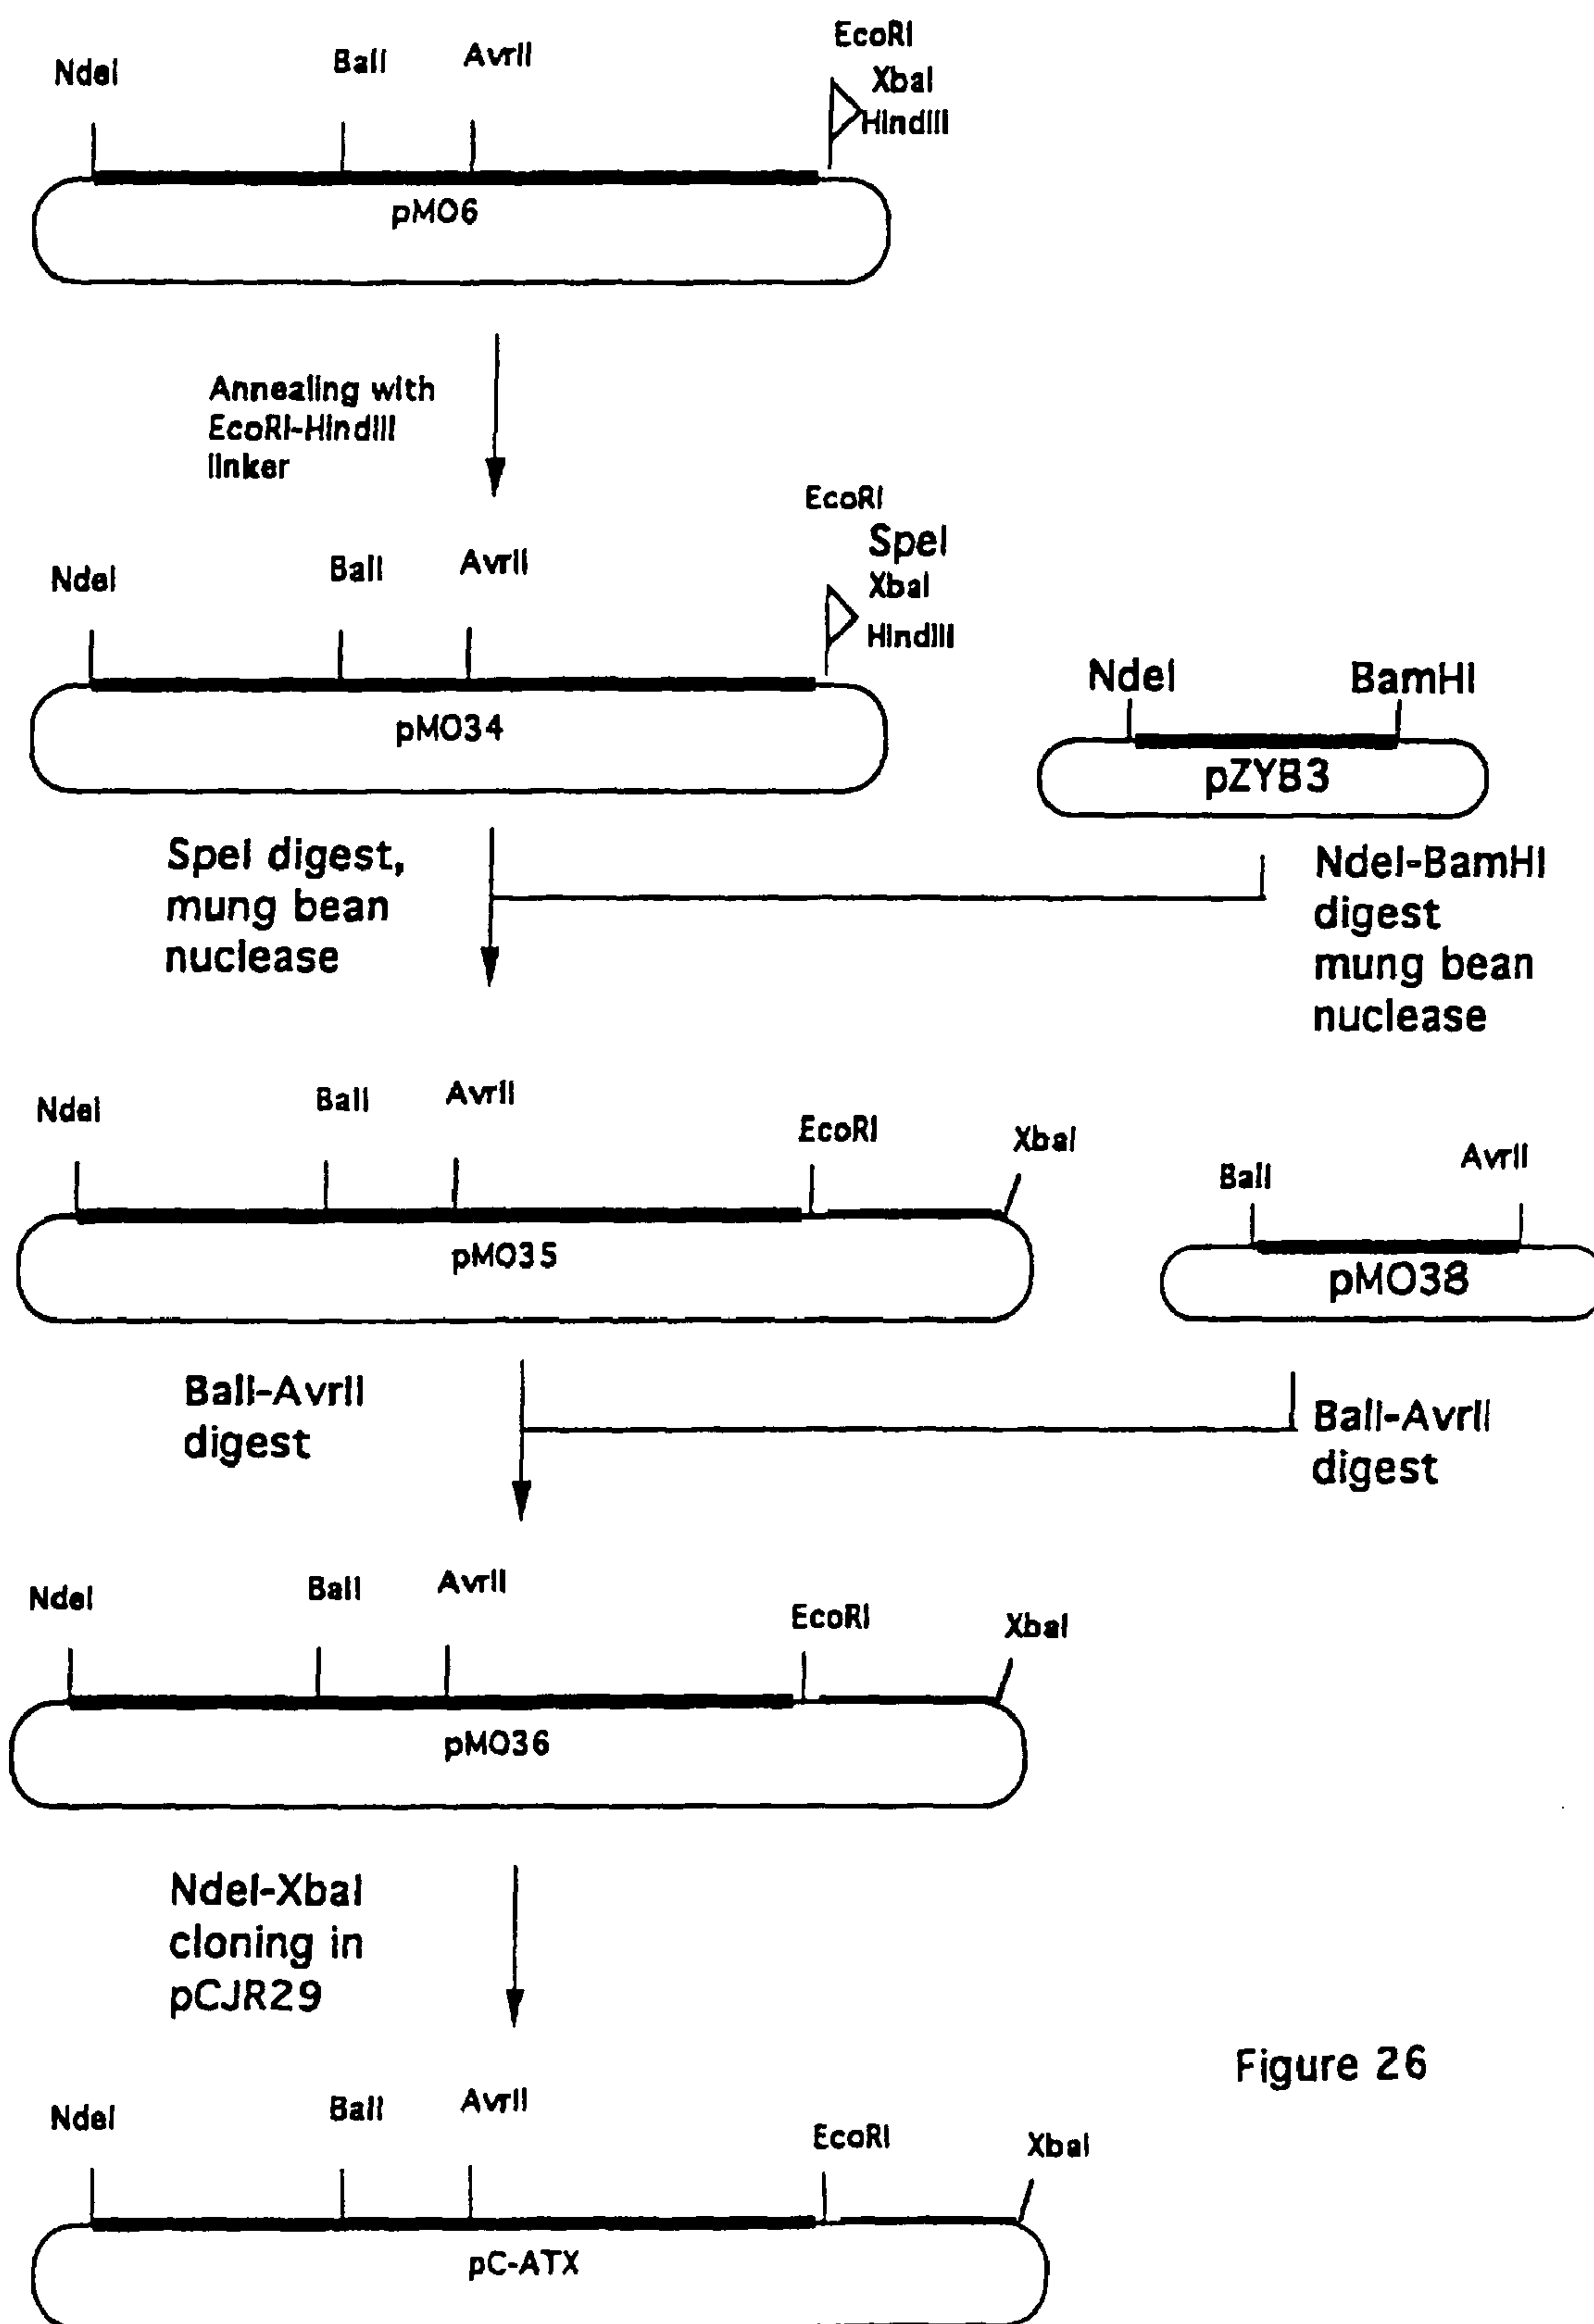 NdeI
BalI
AvrII
EcoRI
XbaI
HindIII
pMO6
Annealing with
EcoRI-HindIII
linker
NdeI
BalI
AvrII
EcoRI
SpeI
XbaI
HindIII
pMO34
NdeI
BamHI
pZYB3
SpeI digest,
mung bean
nuclease
NdeI-BamHI
digest
mung bean
nuclease
NdeI
BalI
AvrII
EcoRI
XbaI
pMO35
BalI
AvrII
pMO38
BalI-AvrII
digest
BalI-AvrII
digest
NdeI
BalI
AvrII
EcoRI
XbaI
pMO36
NdeI-XbaI
cloning in
pCJR29
Figure 26
NdeI
BalI
AvrII
EcoRI
XbaI
pC-ATX